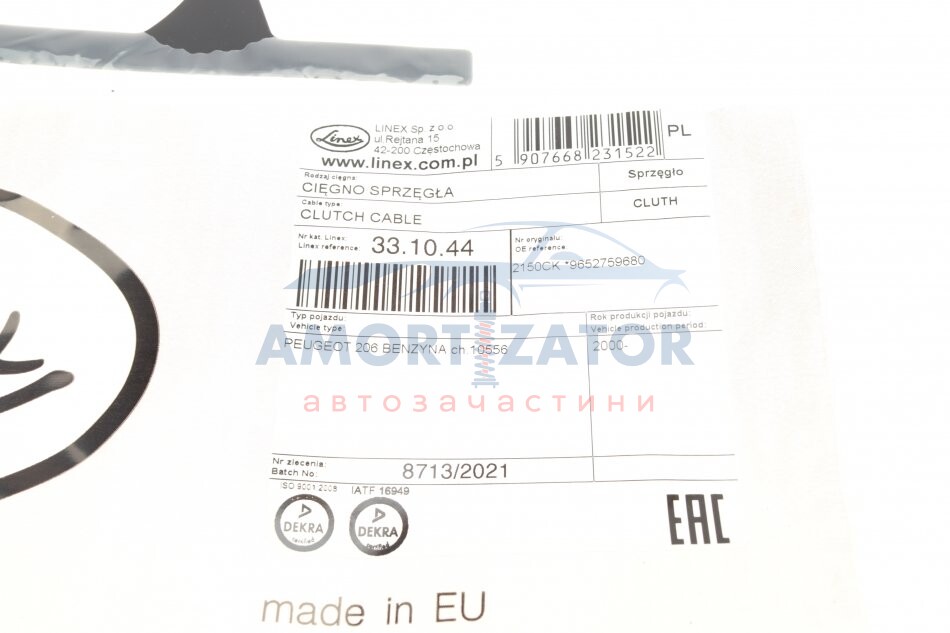 Linex
LINEX Sp. z o.o.
ul.Rejtana 15
42-200 Częstochowa
www.linex.com.pl
5 907668 231522
PL
Rodzaj cięgna:
CIĘGNO SPRZĘGŁA
Sprzęgło
Cable type:
CLUTCH CABLE
CLUTH
Nr kat. Linex:
Linex reference:
33.10.44
Nr oryginału:
OE reference
2150CK *9652759680
Typ pojazdu:
Vehicle type:
Rok produkcji pojazdu:
Vehicle production period:
PEUGEOT 206 BENZYNA ch 10556
2000-
AMORTIZATOR
автозачастини
Nr zlecenia:
Batch No:
8713/2021
ISO 9001:2008
IATF 16949
DEKRA
DEKRA
EAC
made in EU